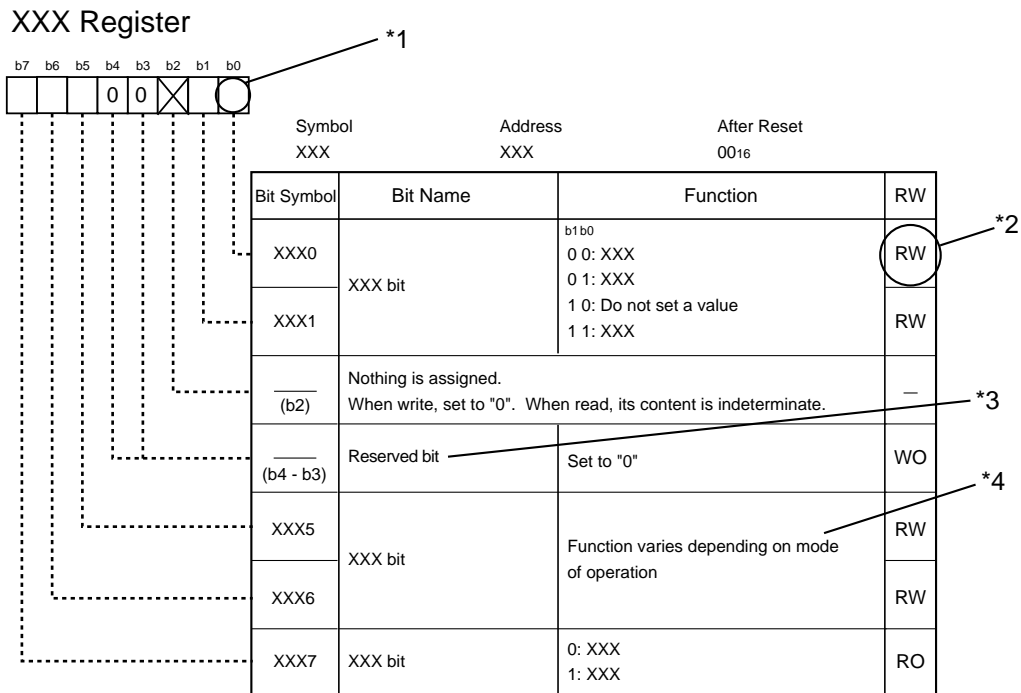 XXX Register
*1
b7 b6 b5 b4 b3 b2 b1 b0
0 0
Symbol Address After Reset
XXX XXX 0016
Bit Symbol Bit Name Function RW
*2
XXX0 XXX bit b1 b0
0 0: XXX
0 1: XXX
1 0: Do not set a value
1 1: XXX
RW
XXX1 RW
(b2) Nothing is assigned.
When write, set to "0". When read, its content is indeterminate. —
*3
(b4 - b3) Reserved bit Set to "0" WO
*4
XXX5 XXX bit Function varies depending on mode
of operation
RW
XXX6 RW
XXX7 XXX bit 0: XXX
1: XXX
RO